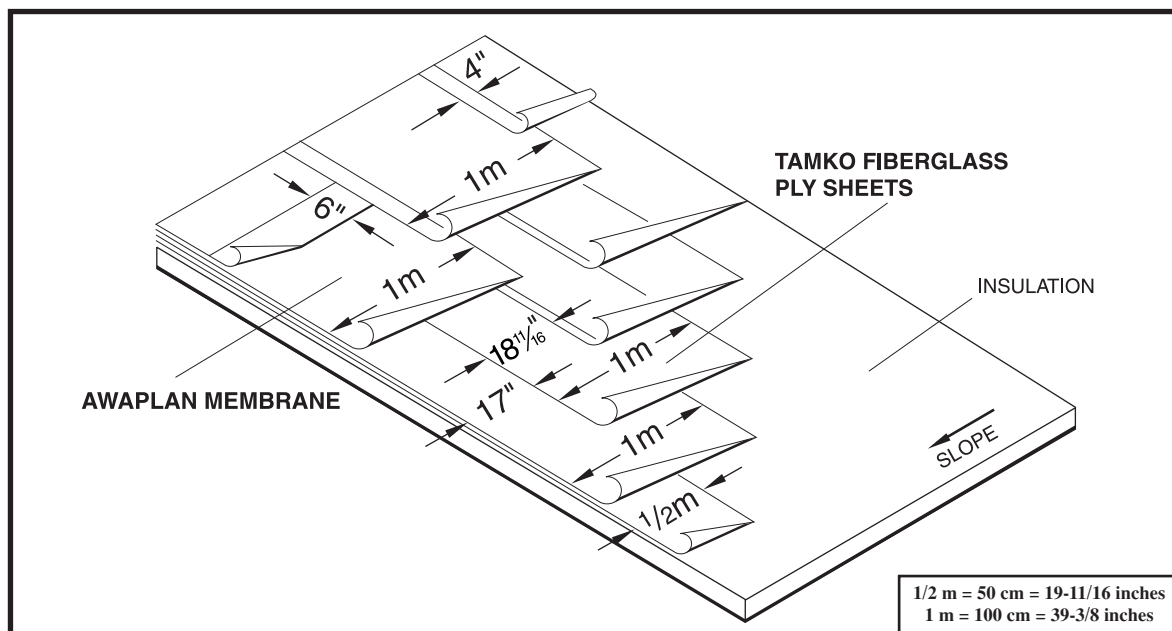 4"
1m
TAMKO FIBERGLASS
PLY SHEETS
6"
1m
INSULATION
18 11/16"
1m
AWAPLAN MEMBRANE
17"
1m
SLOPE
1/2m
1/2 m = 50 cm = 19-11/16 inches
1 m = 100 cm = 39-3/8 inches